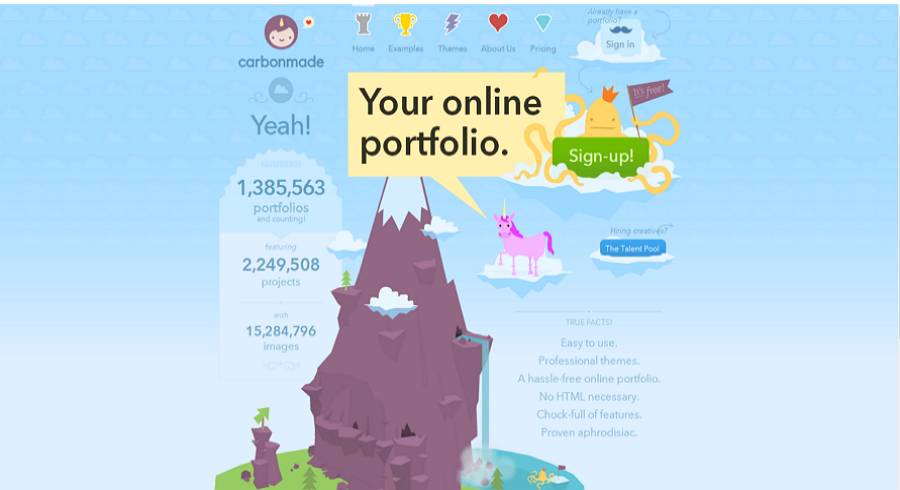 carbonmade
Home
Examples
Themes
About Us
Pricing
Already have a
portfolio?
Sign in
Yeah!
Your online
portfolio.
It's free!
Sign-up!
1,385,563
portfolios
and counting!
featuring
2,249,508
projects
with
15,284,796
images
Hiring creatives?
The Talent Pool
TRUE FACTS!
Easy to use.
Professional themes.
A hassle-free online portfolio.
No HTML necessary.
Chock-full of features.
Proven aphrodisiac.